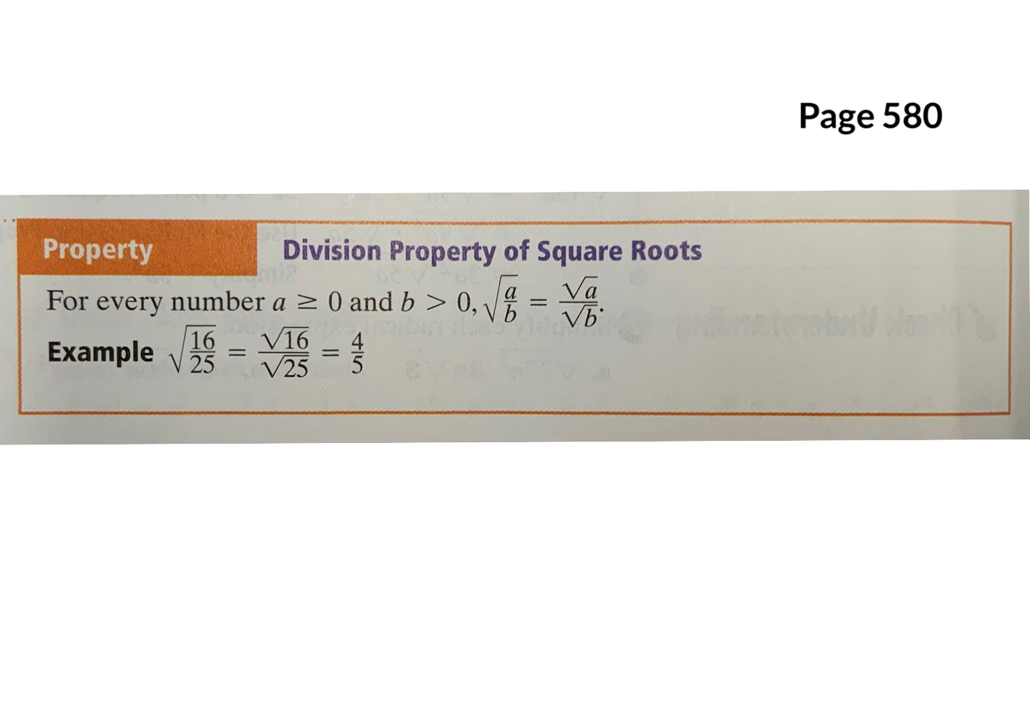 Page 580
Property Division Property of Square Roots
For every number a ≥ 0 and b > 0, √(a/b) = √a/√b.
Example √(16/25) = √16/√25 = 4/5